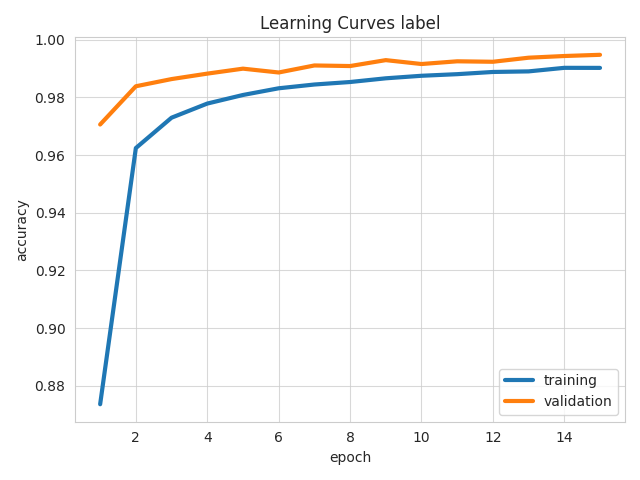 Learning Curves label
1.00
0.98
0.96
0.94
0.92
0.90
0.88
accuracy
2 4 6 8 10 12 14
epoch
training
validation